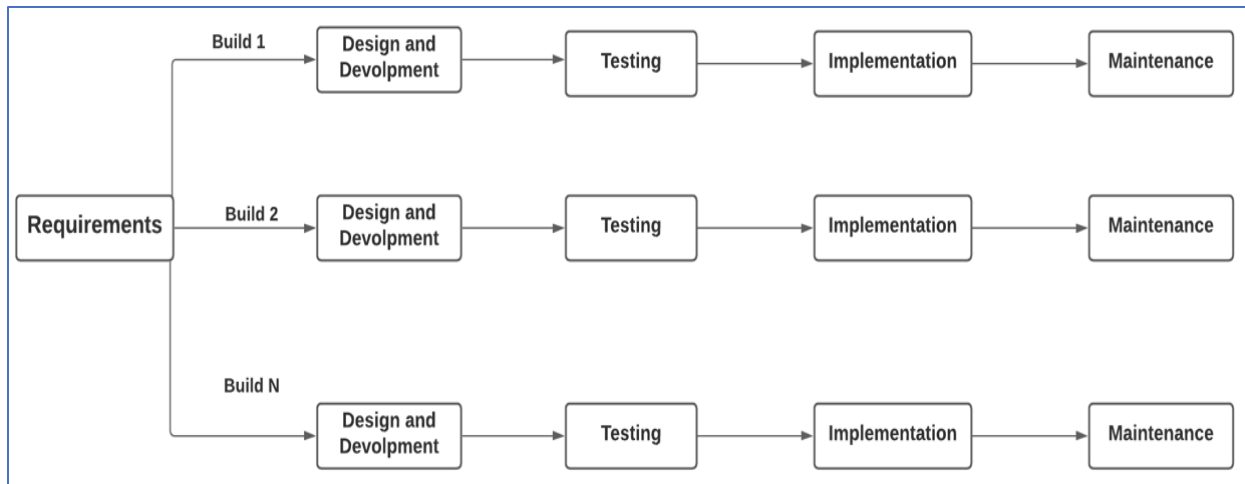 Build 1
Design and
Devolpment
Testing
Implementation
Maintenance
Requirements
Build 2
Design and
Devolpment
Testing
Implementation
Maintenance
Build N
Design and
Devolpment
Testing
Implementation
Maintenance